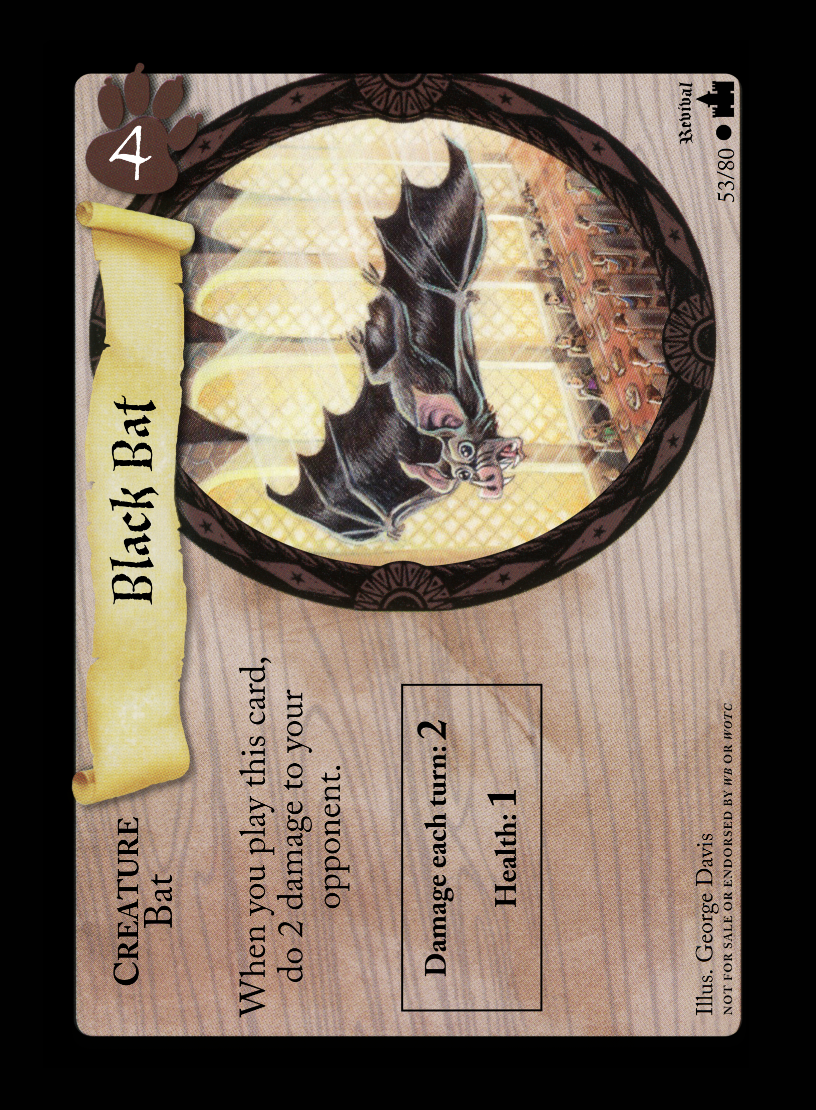 4
Black Bat
CREATURE
Bat
When you play this card,
do 2 damage to your
opponent.
Damage each turn: 2
Health: 1
Illus. George Davis
NOT FOR SALE OR ENDORSED BY WB OR WOTC
Revival
53/80